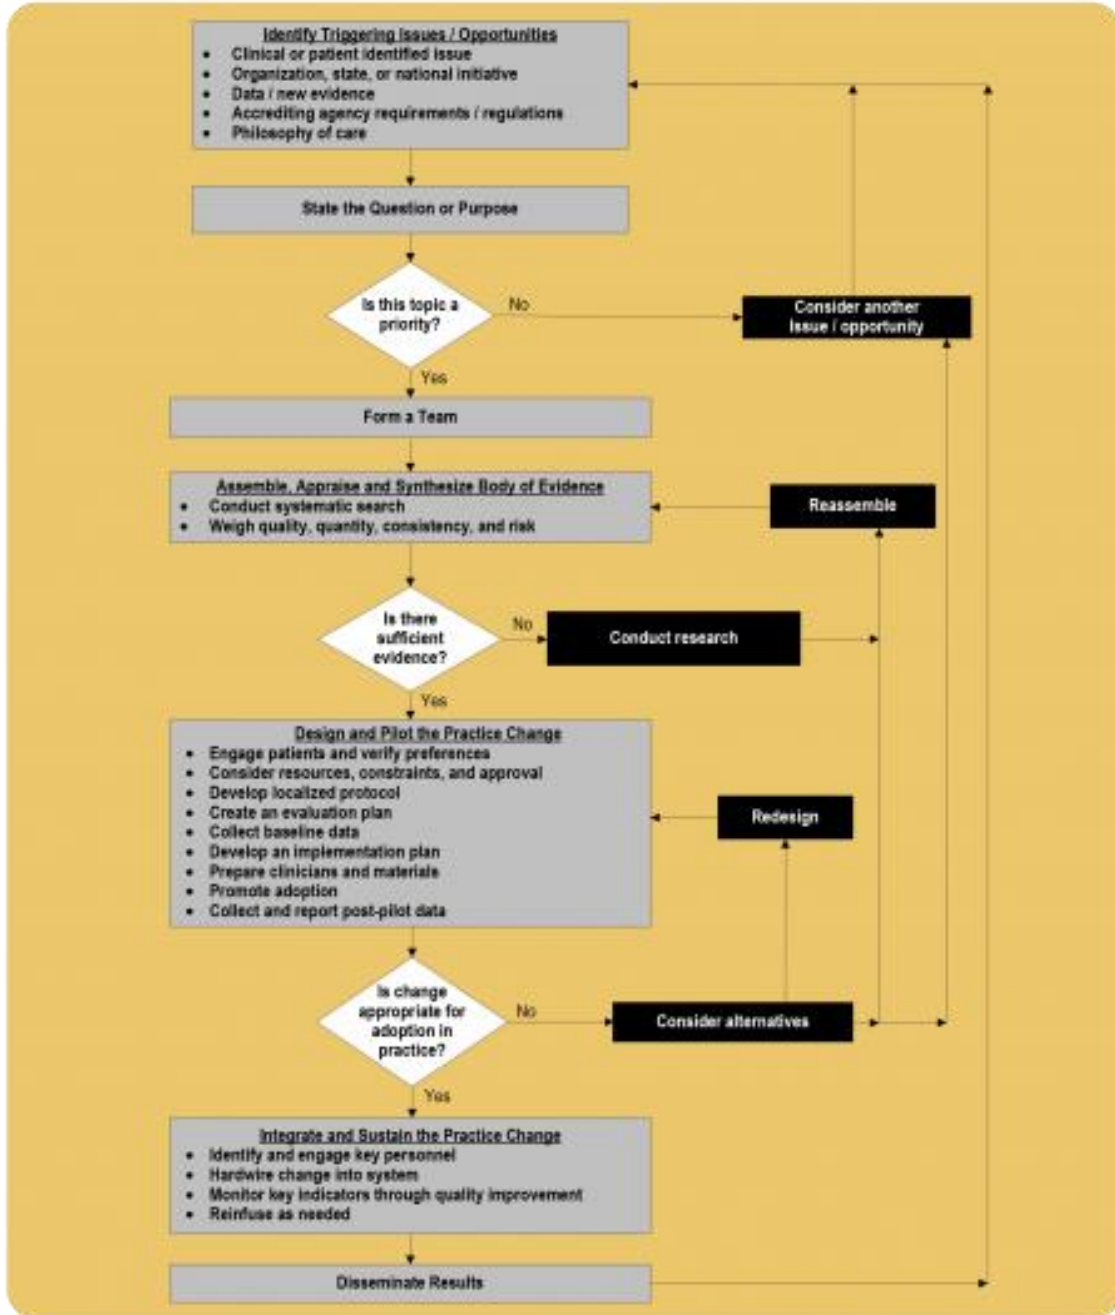 Identify Triggering Issues / Opportunities
• Clinical or patient identified issue
• Organization, state, or national initiative
• Data / new evidence
• Accrediting agency requirements / regulations
• Philosophy of care
State the Question or Purpose
Is this topic a
priority?
No
Consider another
Issue / opportunity
Yes
Form a Team
Assemble, Appraise and Synthesize Body of Evidence
• Conduct systematic search
• Weigh quality, quantity, consistency, and risk
Reassemble
Is there
sufficient
evidence?
No
Conduct research
Yes
Design and Pilot the Practice Change
• Engage patients and verify preferences
• Consider resources, constraints, and approval
• Develop localized protocol
• Create an evaluation plan
• Collect baseline data
• Develop an implementation plan
• Prepare clinicians and materials
• Promote adoption
• Collect and report post-pilot data
Redesign
Is change
appropriate for
adoption in
practice?
No
Consider alternatives
Yes
Integrate and Sustain the Practice Change
• Identify and engage key personnel
• Hardwire change into system
• Monitor key indicators through quality improvement
• Reinfuse as needed
Disseminate Results